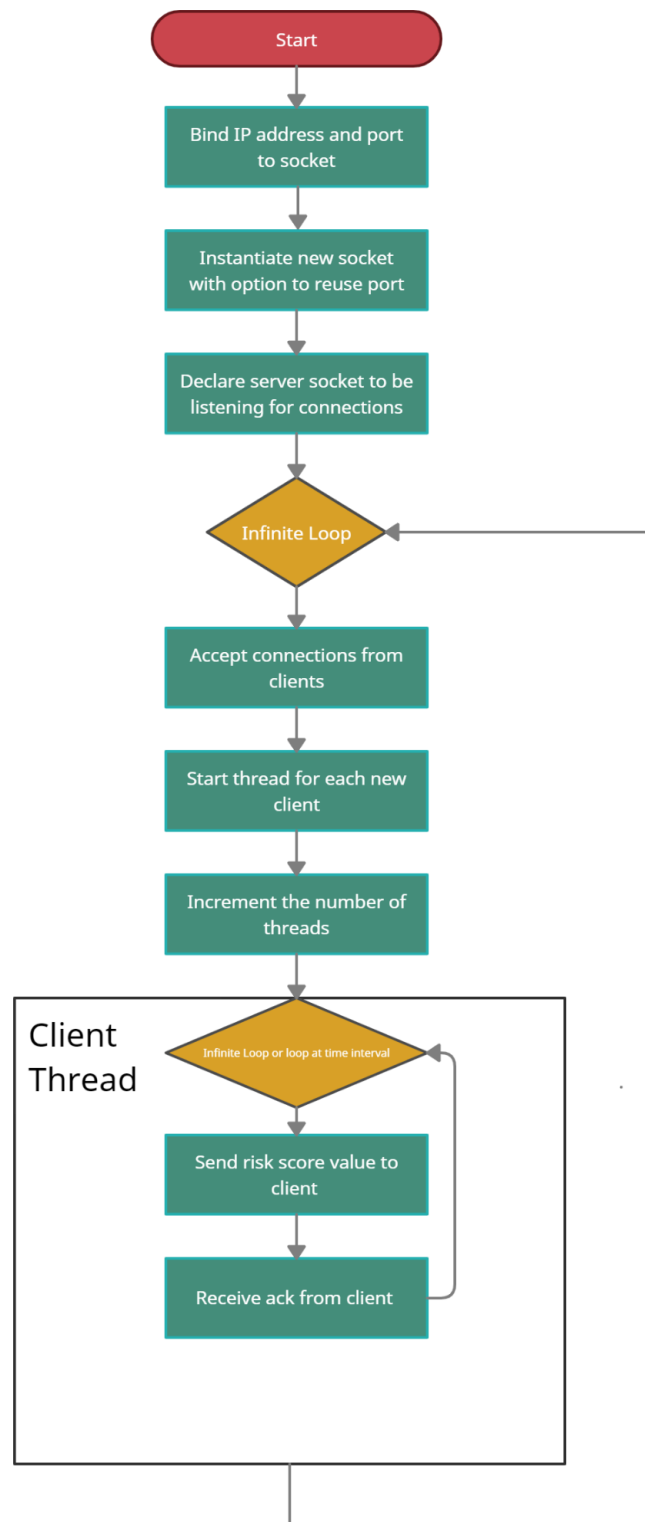 Start
Bind IP address and port
to socket
Instantiate new socket
with option to reuse port
Declare server socket to be
listening for connections
Infinite Loop
Accept connections from
clients
Start thread for each new
client
Increment the number of
threads
Client
Thread
Infinite Loop or loop at time interval
Send risk score value to
client
Receive ack from client